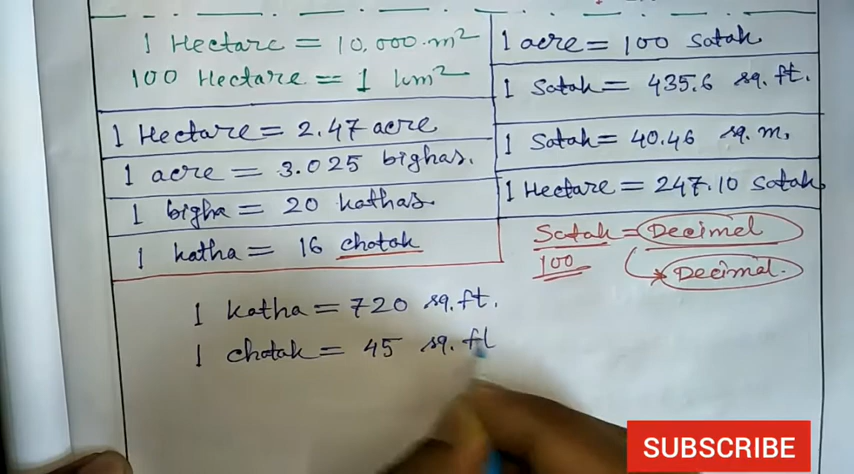 1 Hectare = 10,000 m²
100 Hectare = 1 km²
1 Hectare = 2.47 acre
1 acre = 3.025 bighas.
1 bigha = 20 kathas.
1 katha = 16 chotak
1 acre = 100 Satak
1 Satak = 435.6 sq. ft.
1 Satak = 40.46 sq. m.
1 Hectare = 247.10 Satak
Satak = Decimel
100 Decimel.
1 katha = 720 sq. ft.
1 chotak = 45 sq. ft
SUBSCRIBE